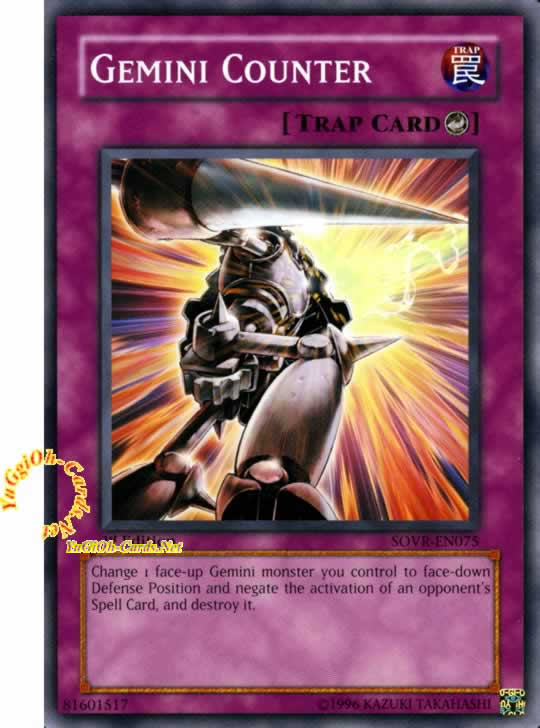 GEMINI COUNTER
TRAP
罠
[TRAP CARD]
YuGgiOh-Cards.Net
YuGiOh-Cards.Net
SOVR-EN075
Change 1 face-up Gemini monster you control to face-down
Defense Position and negate the activation of an opponent's
Spell Card, and destroy it.
81601517
©1996 KAZUKI TAKAHASHI